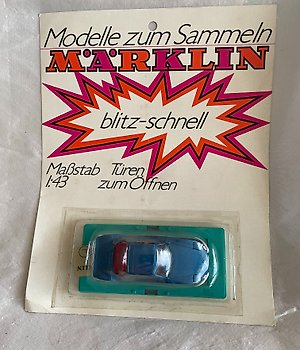 Modelle zum Sammeln
MÄRKLIN
blitz-schnell
Maßstab Türen
1:43 zum Öffnen